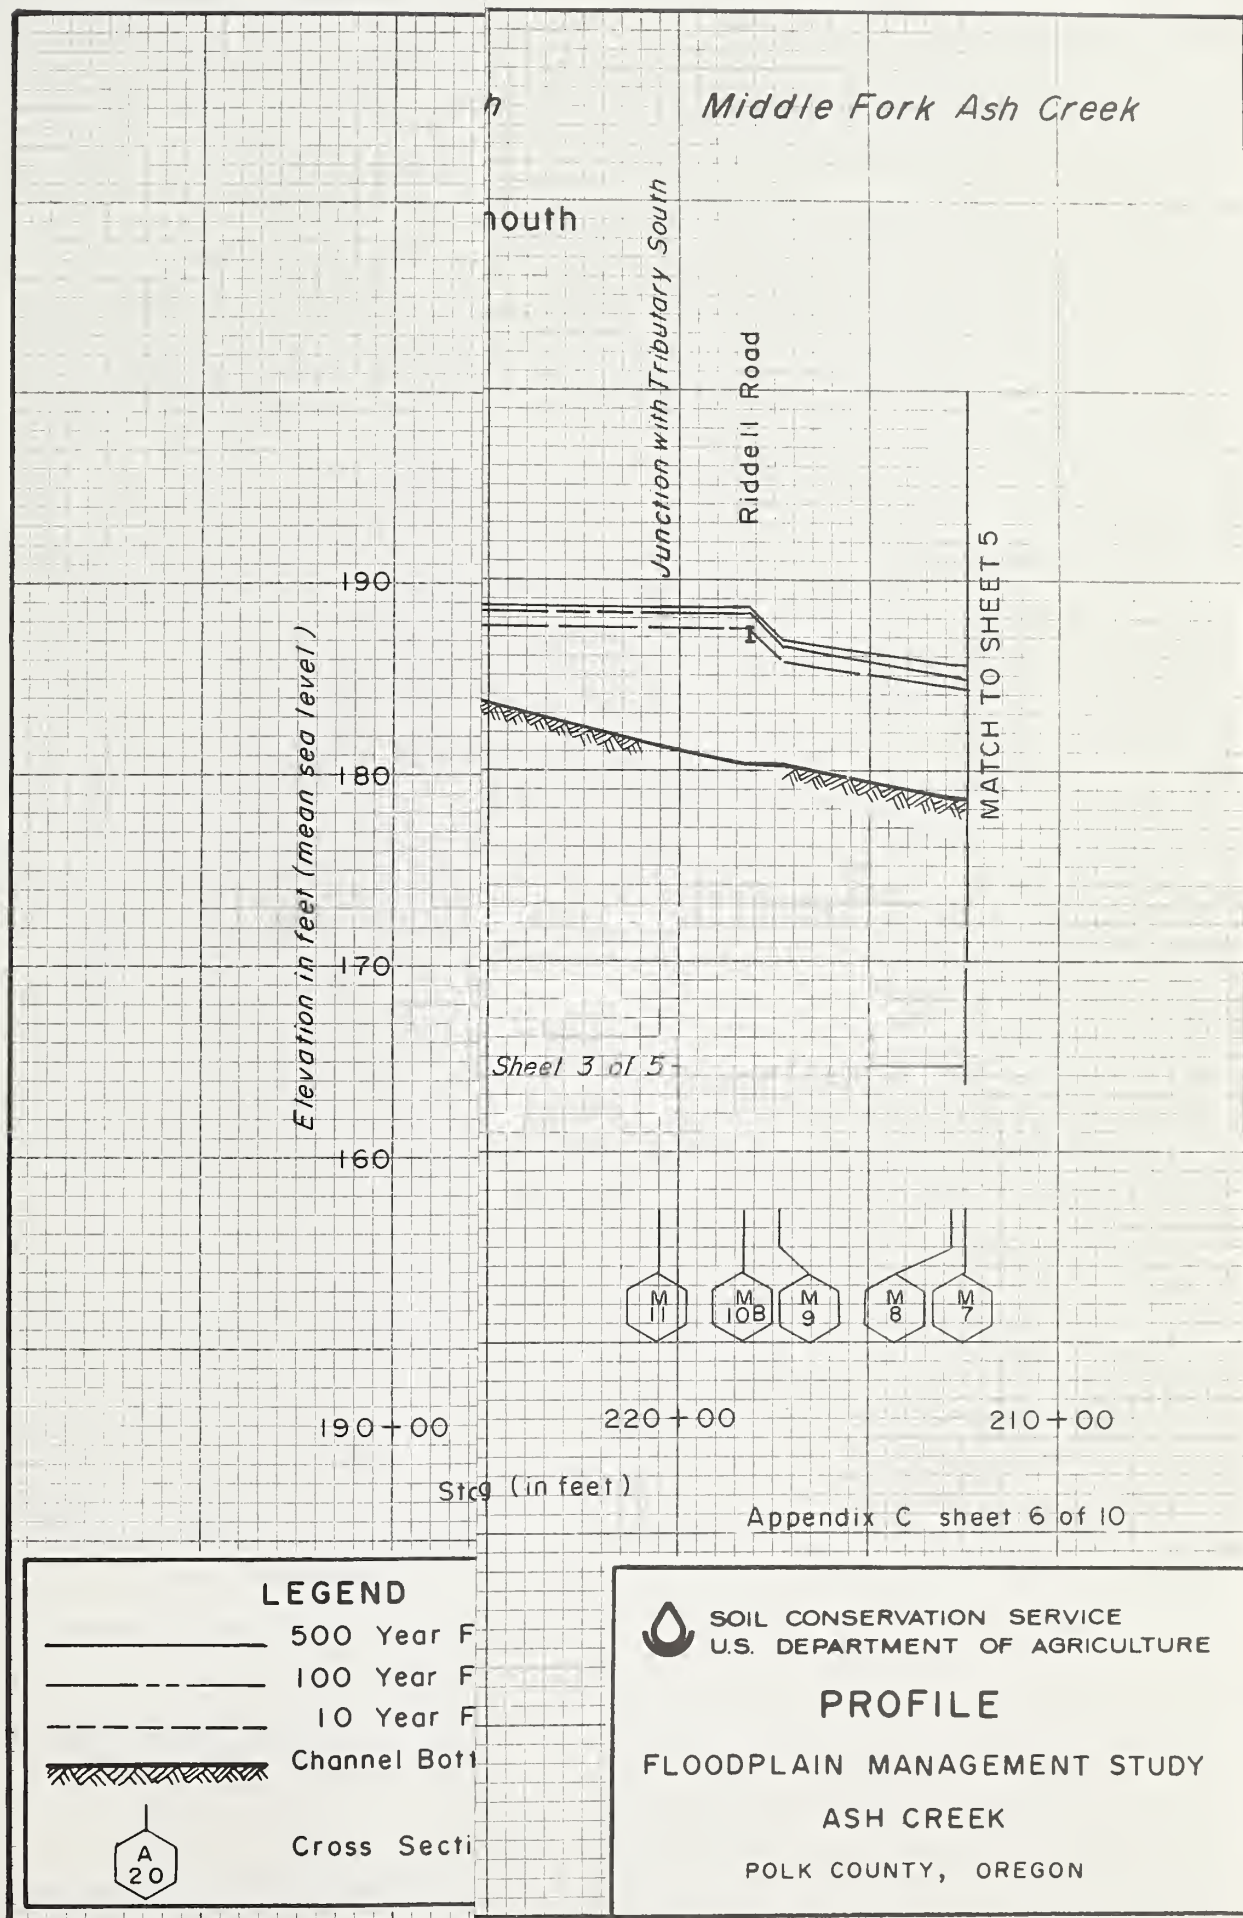 h
Middle Fork Ash Creek
nouth
Junction with Tributary South
Riddell Road
MATCH TO SHEET 5
Elevation in feet (mean sea level)
190
180
170
160
Sheet 3 of 5
M
11
M
10B
M
9
M
8
M
7
190+00
220+00
210+00
Stag (in feet)
Appendix C sheet 6 of 10
LEGEND
500 Year F
100 Year F
10 Year F
Channel Bott
A
20
Cross Secti
SOIL CONSERVATION SERVICE
U.S. DEPARTMENT OF AGRICULTURE
PROFILE
FLOODPLAIN MANAGEMENT STUDY
ASH CREEK
POLK COUNTY, OREGON